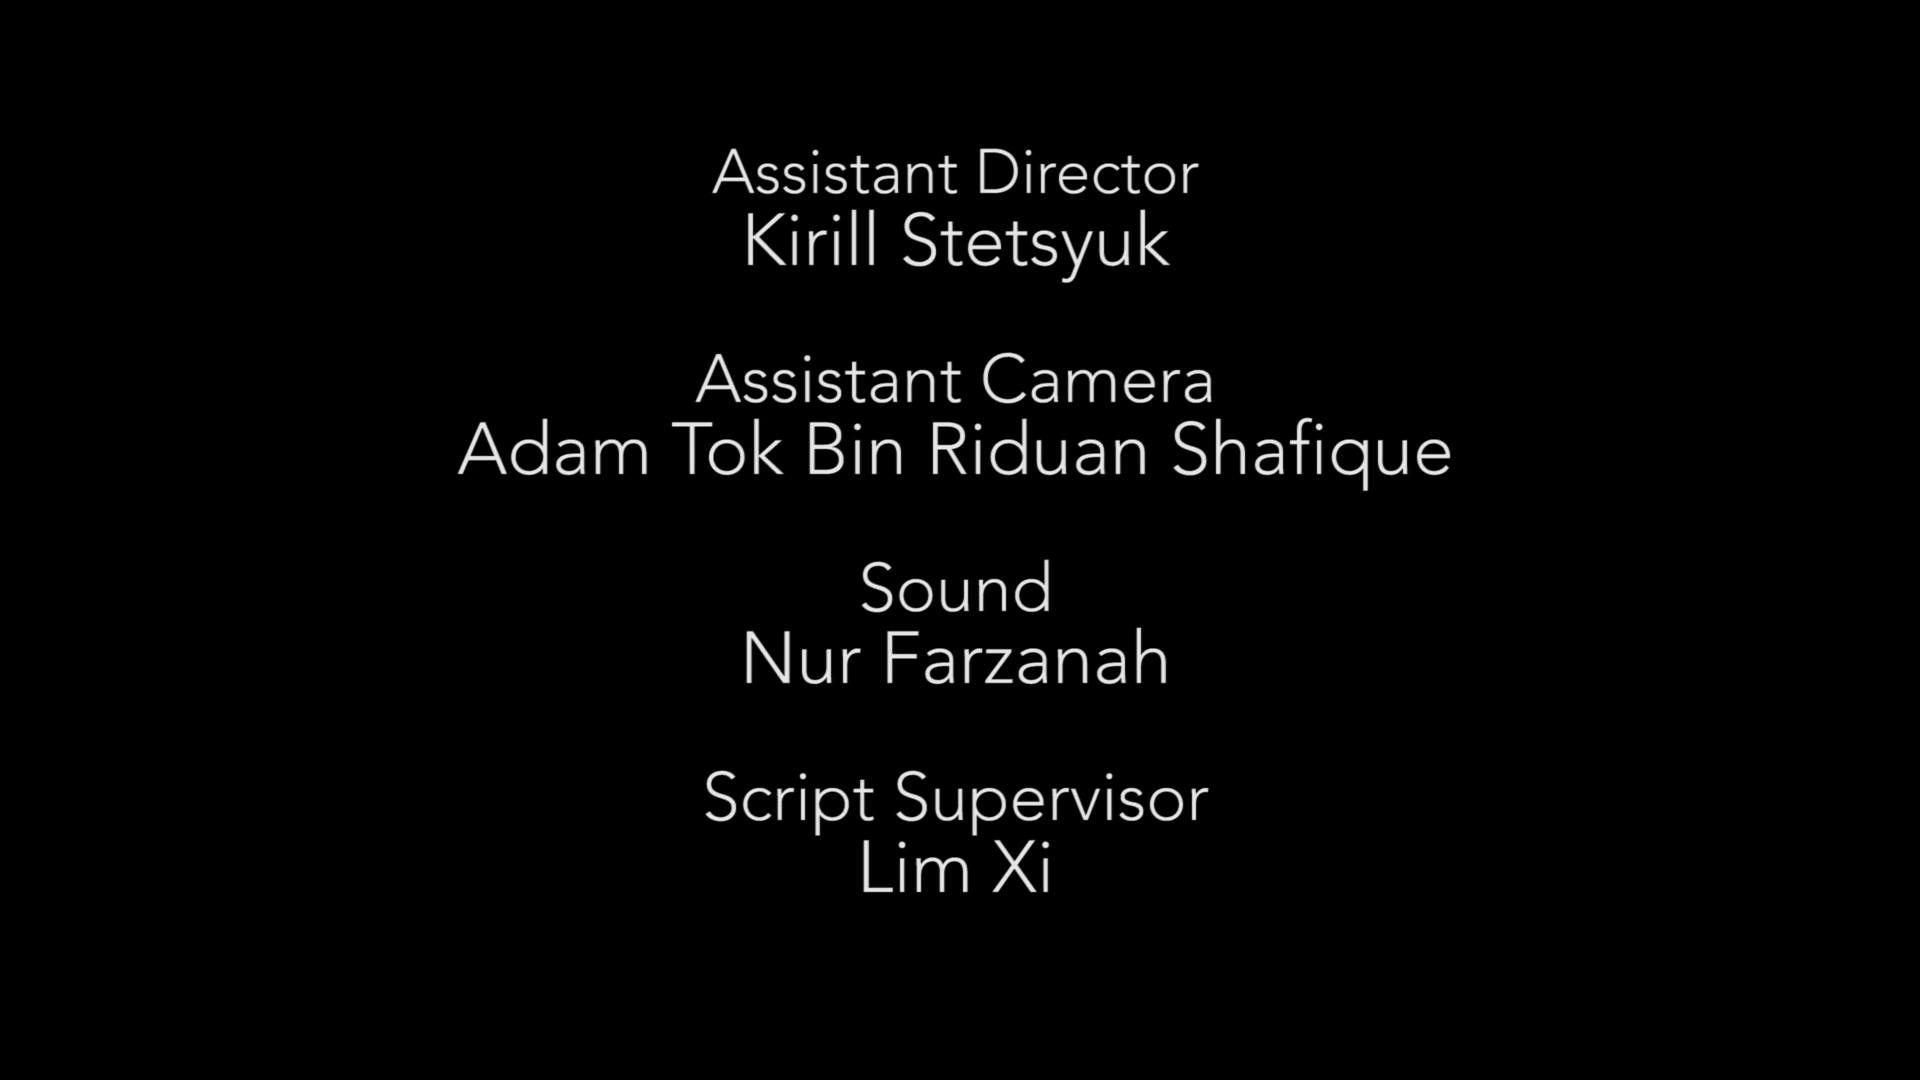 Assistant Director
Kirill Stetsyuk
Assistant Camera
Adam Tok Bin Riduan Shafique
Sound
Nur Farzanah
Script Supervisor
Lim Xi